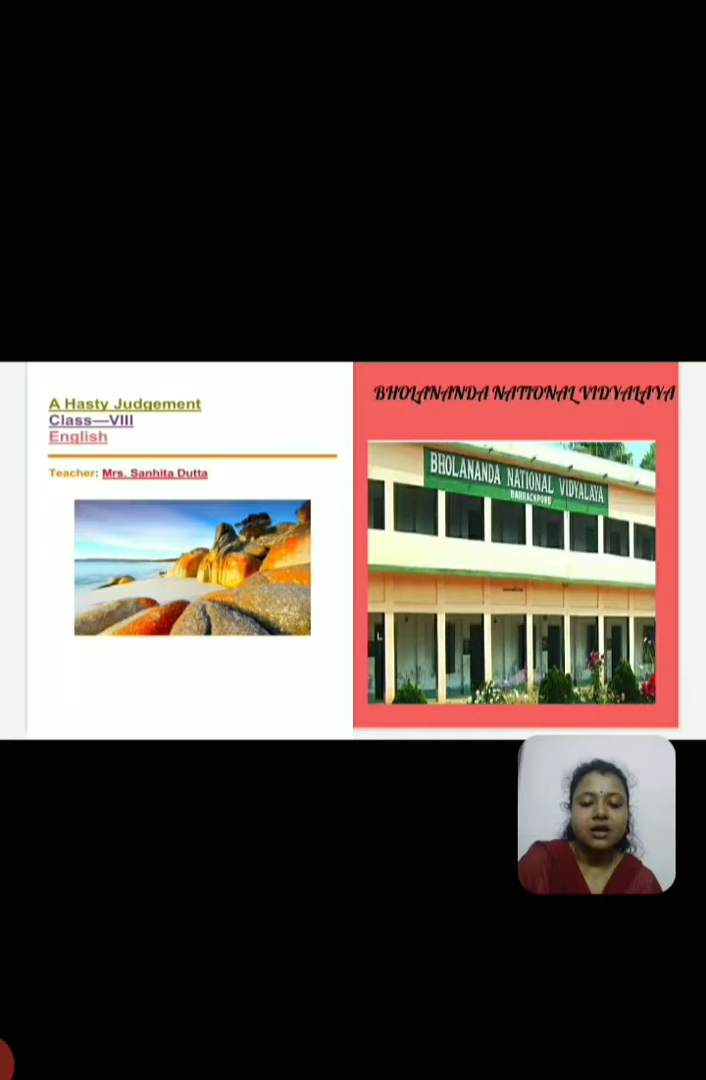 A Hasty Judgement
Class—VIII
English
Teacher: Mrs. Sanhita Dutta
BHOLANANDA NATIONAL VIDYALAYA
BHOLANANDA NATIONAL VIDYALAYA
BARRACKPORE